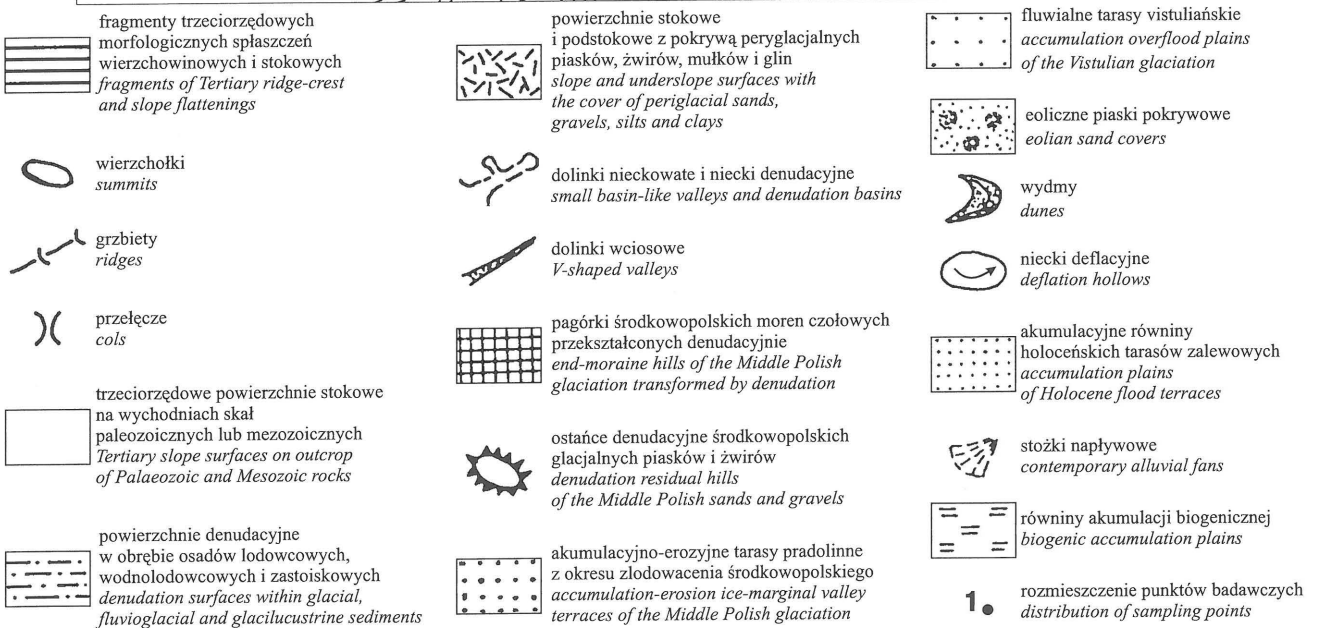 fragmenty trzeciorzędowych
morfologicznych spłaszczeń
wierzchowinowych i stokowych
fragments of Tertiary ridge-crest
and slope flattenings
wierzchołki
summits
grzbiety
ridges
przełęcze
cols
trzeciorzędowe powierzchnie stokowe
na wychodniach skał
paleozoicznych lub mezozoicznych
Tertiary slope surfaces on outcrop
of Palaeozoic and Mesozoic rocks
powierzchnie denudacyjne
w obrębie osadów lodowcowych,
wodnolodowcowych i zastoiskowych
denudation surfaces within glacial,
fluvioglacial and glacilucustrine sediments
powierzchnie stokowe
i podstokowe z pokrywą peryglacjalnych
piasków, żwirów, mułków i glin
slope and underslope surfaces with
the cover of periglacial sands,
gravels, silts and clays
dolinki nieckowate i niecki denudacyjne
small basin-like valleys and denudation basins
dolinki wciosowe
V-shaped valleys
pagórki środkowopolskich moren czołowych
przekształconych denudacyjnie
end-moraine hills of the Middle Polish
glaciation transformed by denudation
ostańce denudacyjne środkowopolskich
glacjalnych piasków i żwirów
denudation residual hills
of the Middle Polish sands and gravels
akumulacyjno-erozyjne tarasy pradolinne
z okresu zlodowacenia środkowopolskiego
accumulation-erosion ice-marginal valley
terraces of the Middle Polish glaciation
fluwialne tarasy vistuliańskie
accumulation overflood plains
of the Vistulian glaciation
eoliczne piaski pokrywowe
eolian sand covers
wydmy
dunes
niecki deflacyjne
deflation hollows
akumulacyjne równiny
holoceńskich tarasów zalewowych
accumulation plains
of Holocene flood terraces
stożki napływowe
contemporary alluvial fans
równiny akumulacji biogenicznej
biogenic accumulation plains
1. rozmieszczenie punktów badawczych
distribution of sampling points